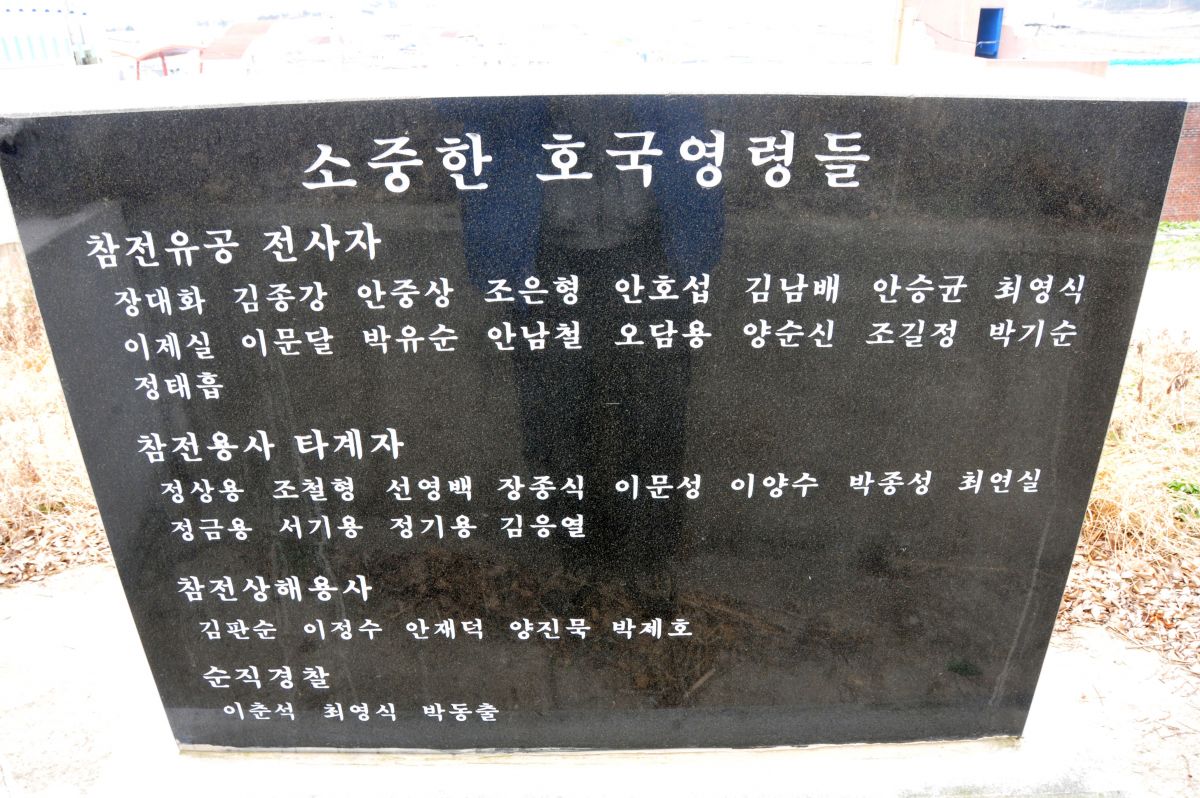 소중한 호국영령들
참전유공 전사자
장대화 김종강 안중상 조은형 안호섭 김남배 안승균 최영식
이제실 이문달 박유순 안남철 오담용 양순신 조길정 박기순
정태흡
참전용사 타계자
정상용 조철형 선영백 장종식 이문성 이양수 박종성 최연실
정금용 서기용 정기용 김응열
참전상해용사
김판순 이정수 안재덕 양진묵 박제호
순직경찰
이춘석 최영식 박동출